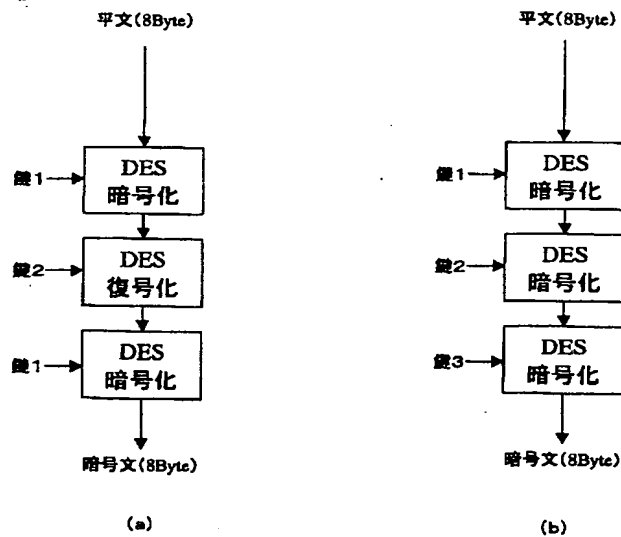 平文(8Byte)
鍵1
DES
暗号化
鍵2
DES
復号化
鍵1
DES
暗号化
暗号文(8Byte)
(a)
平文(8Byte)
鍵1
DES
暗号化
鍵2
DES
暗号化
鍵3
DES
暗号化
暗号文(8Byte)
(b)